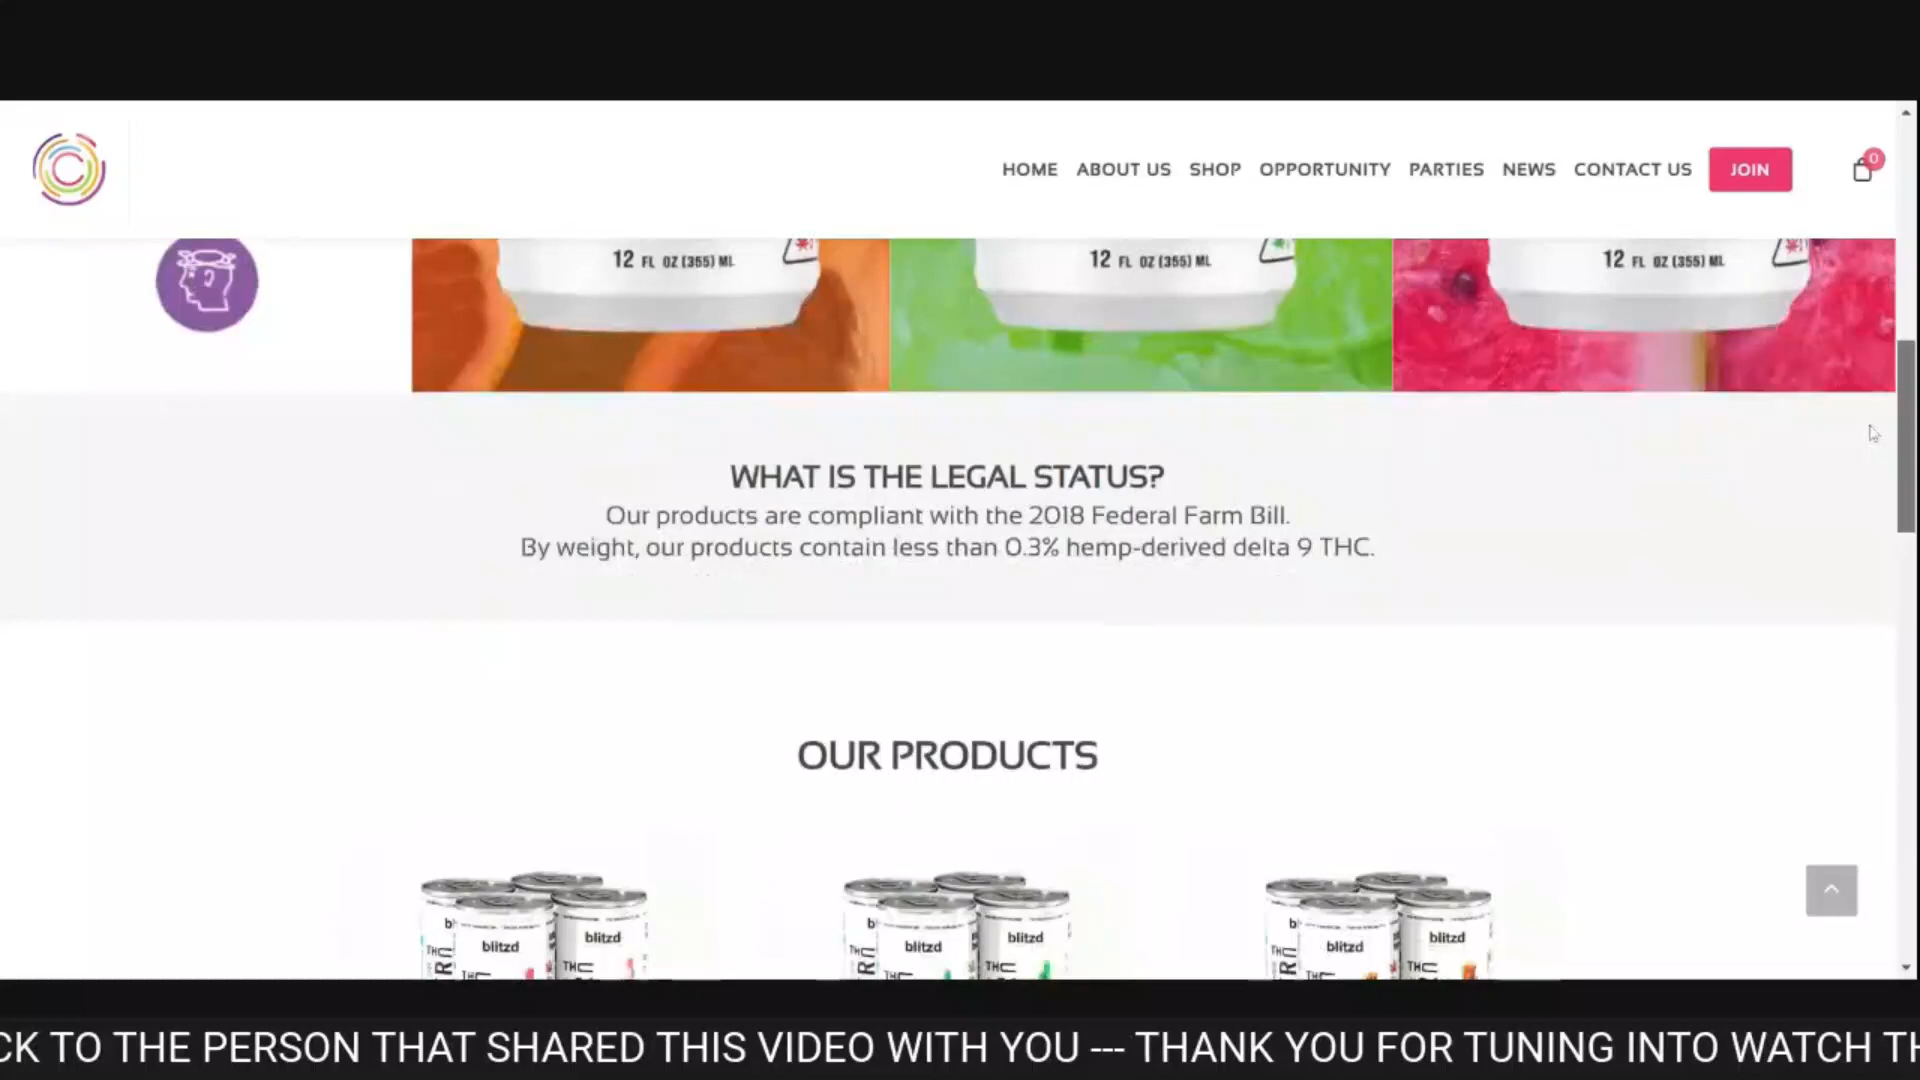 HOME ABOUT US SHOP OPPORTUNITY PARTIES NEWS CONTACT US JOIN 0
12 FL OZ (355) ML
12 FL OZ (355) ML
12 FL OZ (355) ML
WHAT IS THE LEGAL STATUS?
Our products are compliant with the 2018 Federal Farm Bill.
By weight, our products contain less than 0.3% hemp-derived delta 9 THC.
OUR PRODUCTS
blitzd blitzd
blitzd blitzd
blitzd blitzd
CK TO THE PERSON THAT SHARED THIS VIDEO WITH YOU --- THANK YOU FOR TUNING INTO WATCH TH